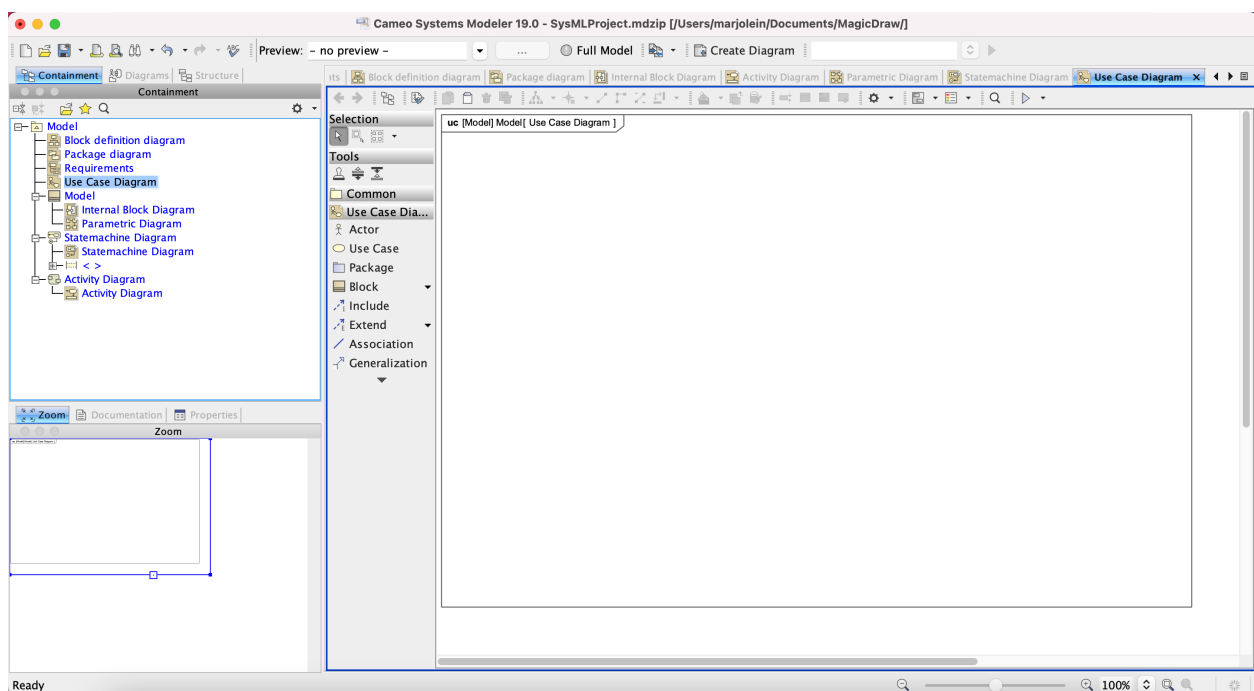 Cameo Systems Modeler 19.0 - SysMLProject.mdzip [/Users/marjolein/Documents/MagicDraw/]
Preview: – no preview –
...
Full Model
Create Diagram
Containment
Diagrams
Structure
nts
Block definition diagram
Package diagram
Internal Block Diagram
Activity Diagram
Parametric Diagram
Statemachine Diagram
Use Case Diagram
Containment
Model
Block definition diagram
Package diagram
Requirements
Use Case Diagram
Model
Internal Block Diagram
Parametric Diagram
Statemachine Diagram
Statemachine Diagram
< >
Activity Diagram
Activity Diagram
Selection
Tools
Common
Use Case Dia...
Actor
Use Case
Package
Block
Include
Extend
Association
Generalization
uc [Model] Model[ Use Case Diagram ]
Zoom
Documentation
Properties
Zoom
Ready
100%